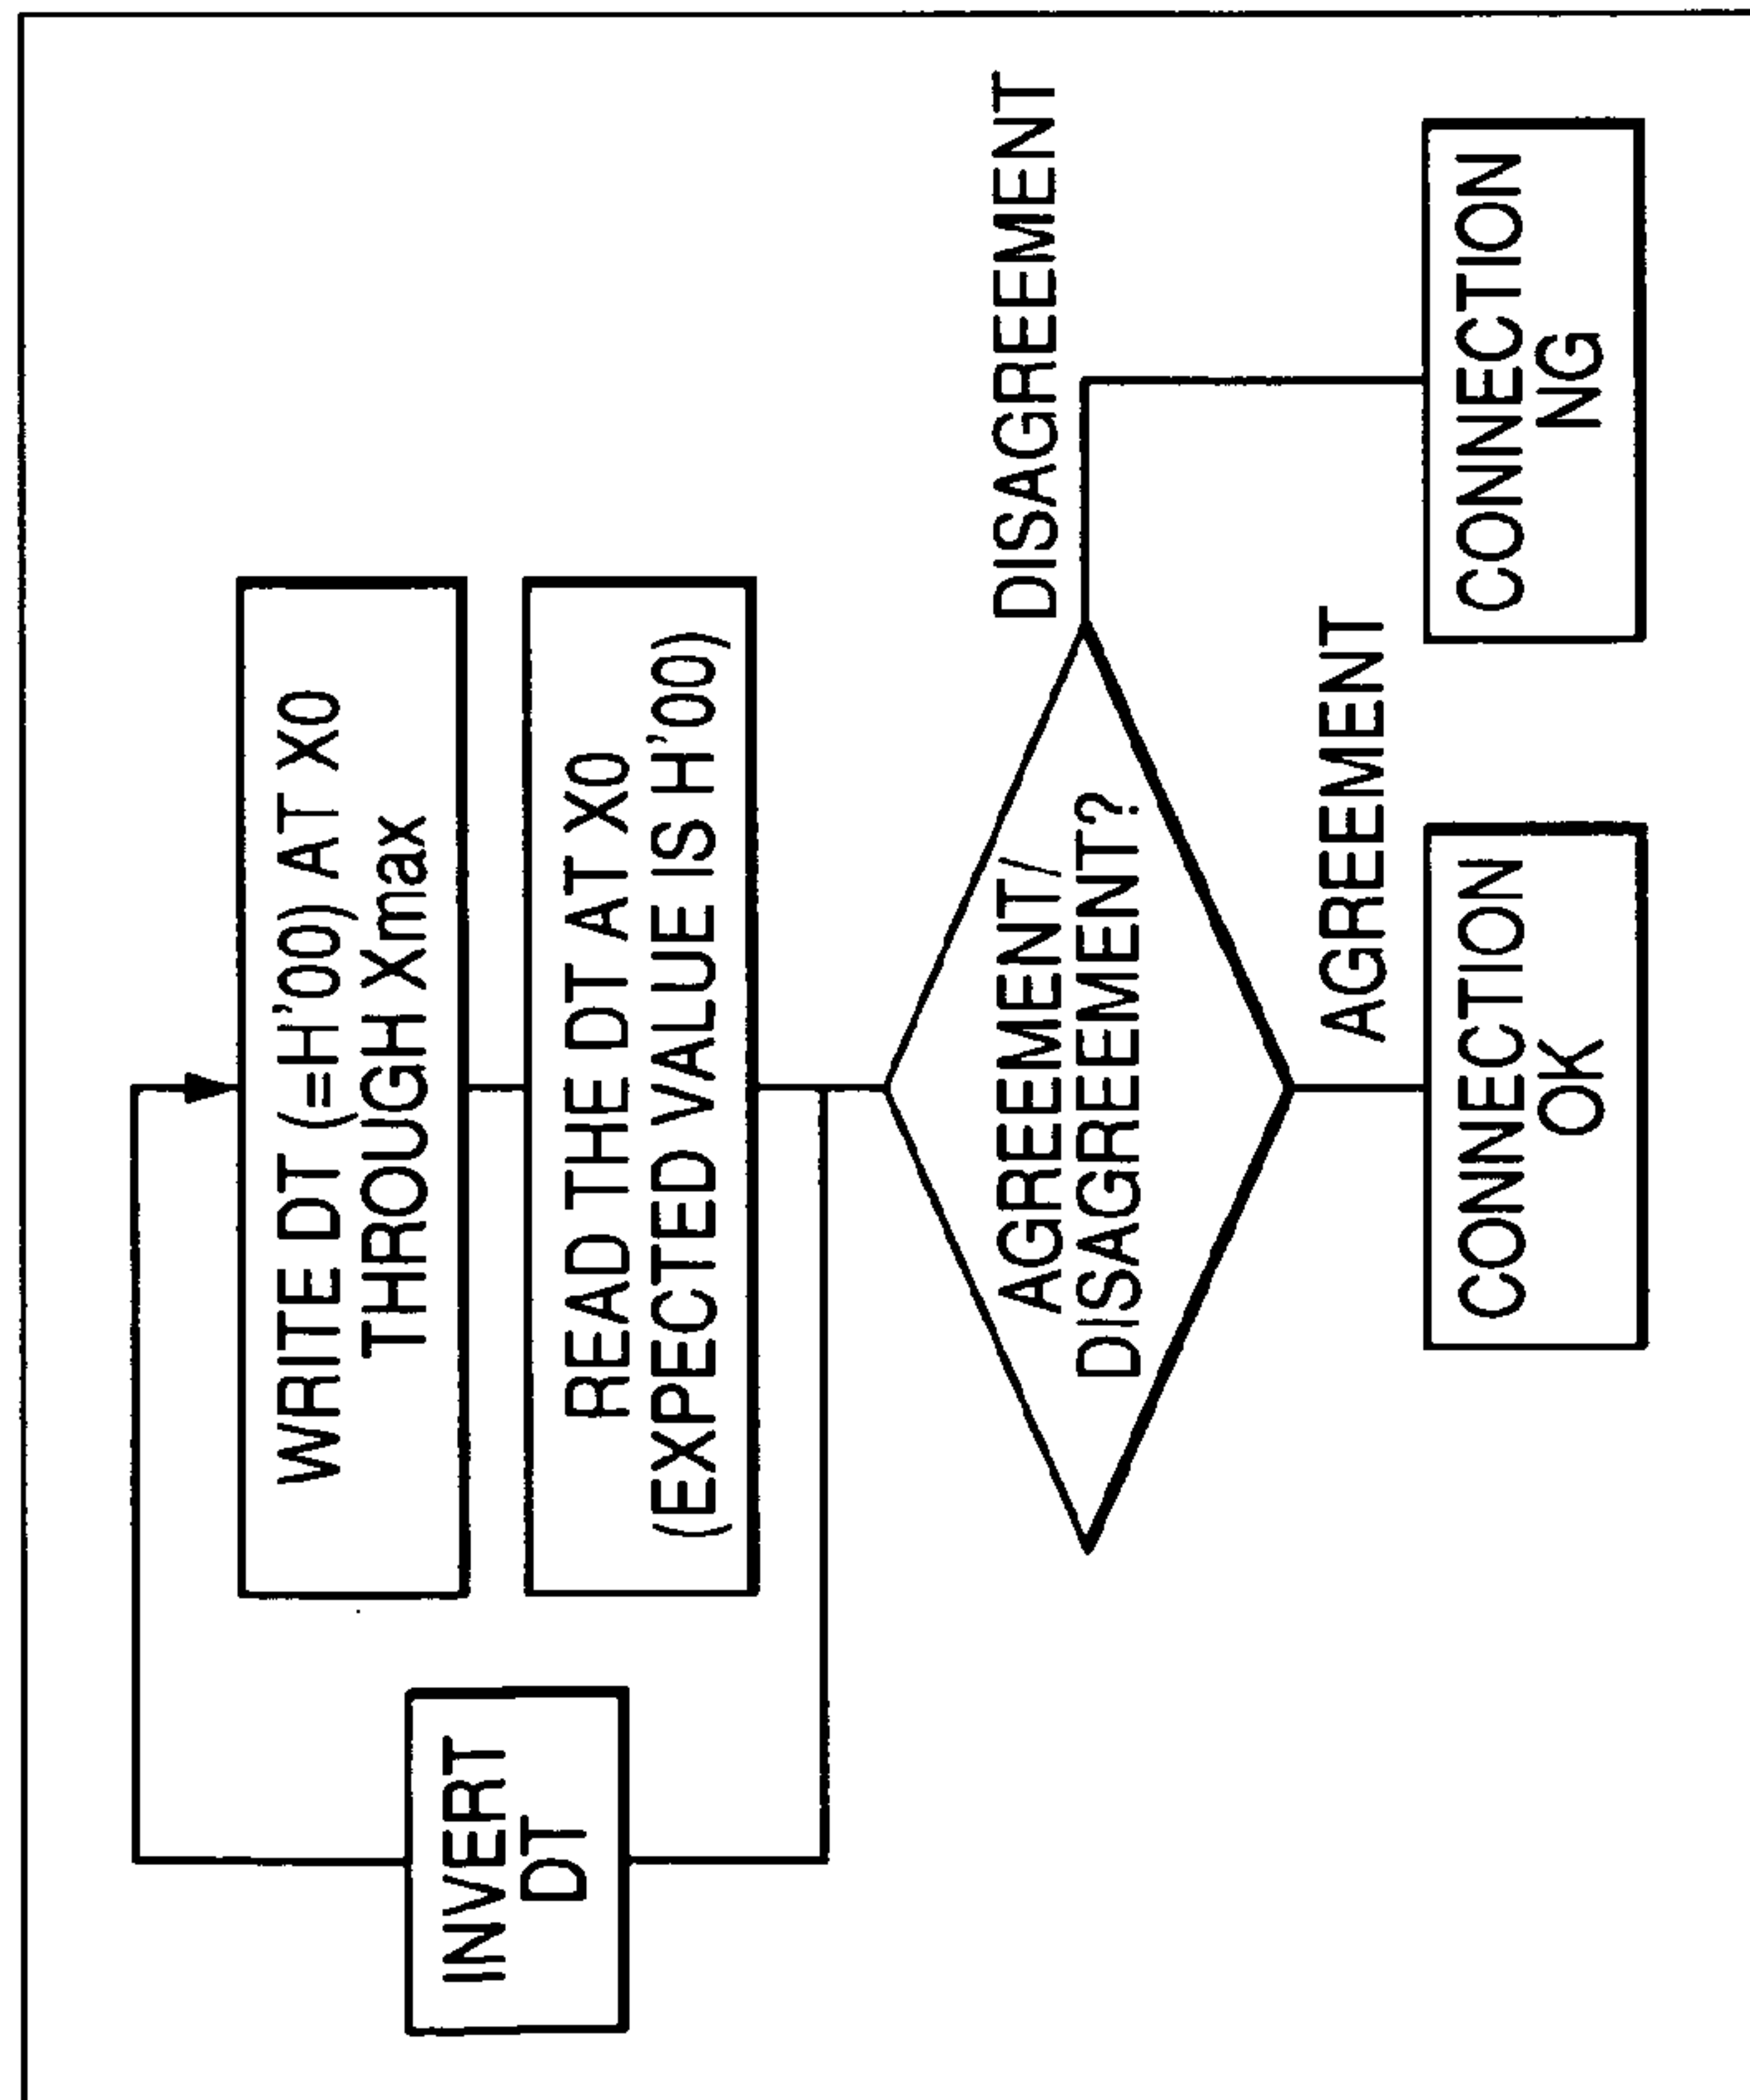 WRITE DT (=H'00) AT X0
THROUGH Xmax
INVERT
DT
READ THE DT AT X0
(EXPECTED VALUE IS H'00)
AGREEMENT/
DISAGREEMENT?
DISAGREEMENT
AGREEMENT
CONNECTION
OK
CONNECTION
NG